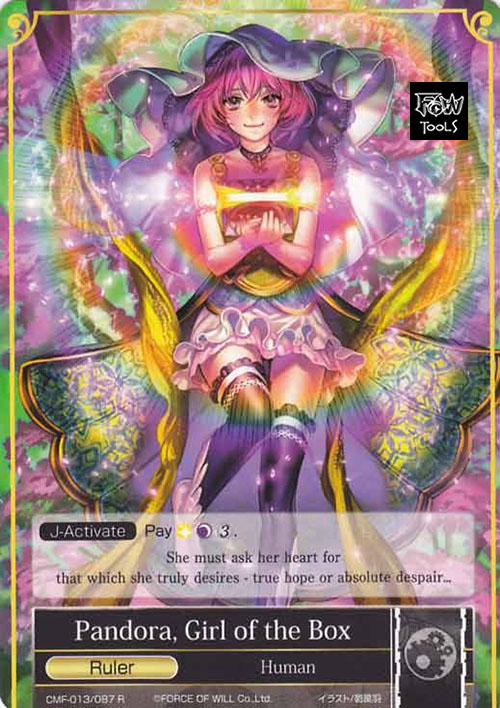 FOW
TOOLS
J-Activate Pay 3.
She must ask her heart for
that which she truly desires - true hope or absolute despair...
Pandora, Girl of the Box
Ruler Human
CMF-013/087 R ©FORCE OF WILL Co.,Ltd. イラスト/